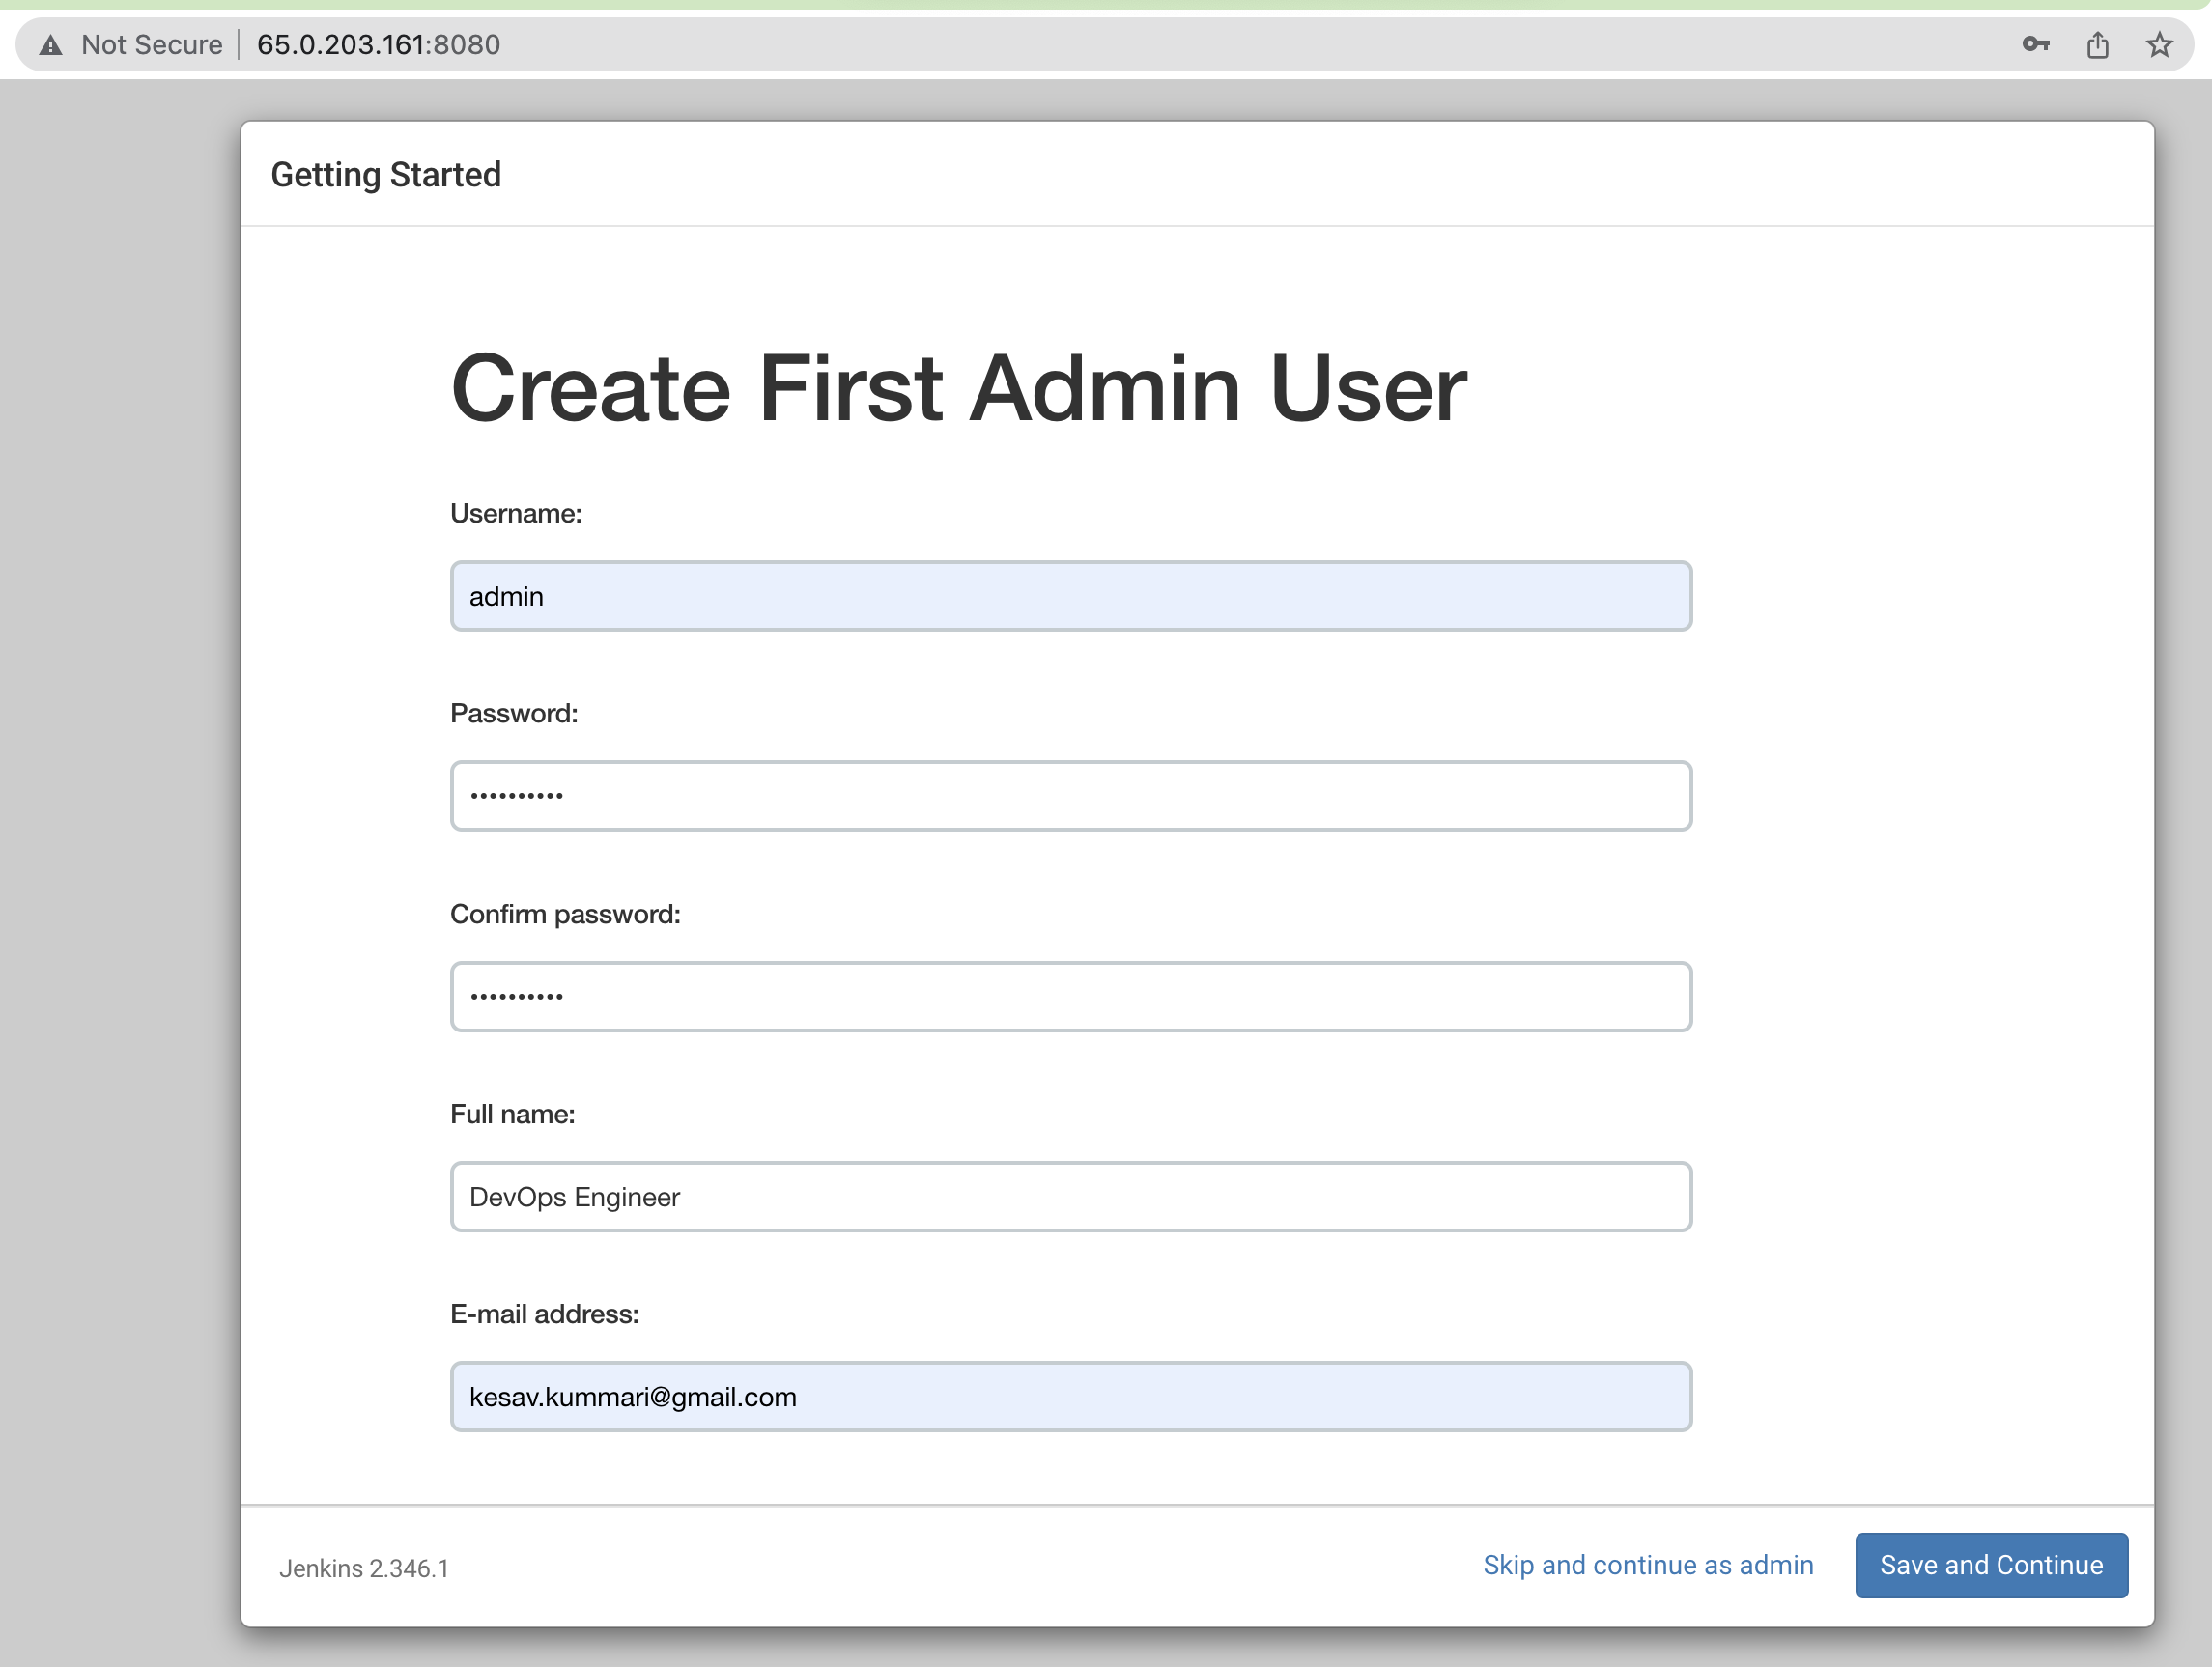 Not Secure 65.0.203.161:8080
Getting Started
Create First Admin User
Username:
admin
Password:
••••••••••
Confirm password:
••••••••••
Full name:
DevOps Engineer
E-mail address:
kesav.kummari@gmail.com
Jenkins 2.346.1
Skip and continue as admin
Save and Continue